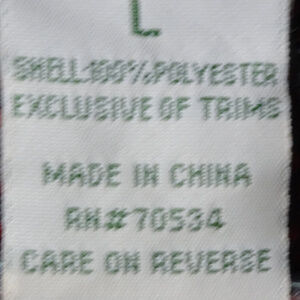 L
SHELL:100%POLYESTER
EXCLUSIVE OF TRIMS
MADE IN CHINA
RN#70534
CARE ON REVERSE